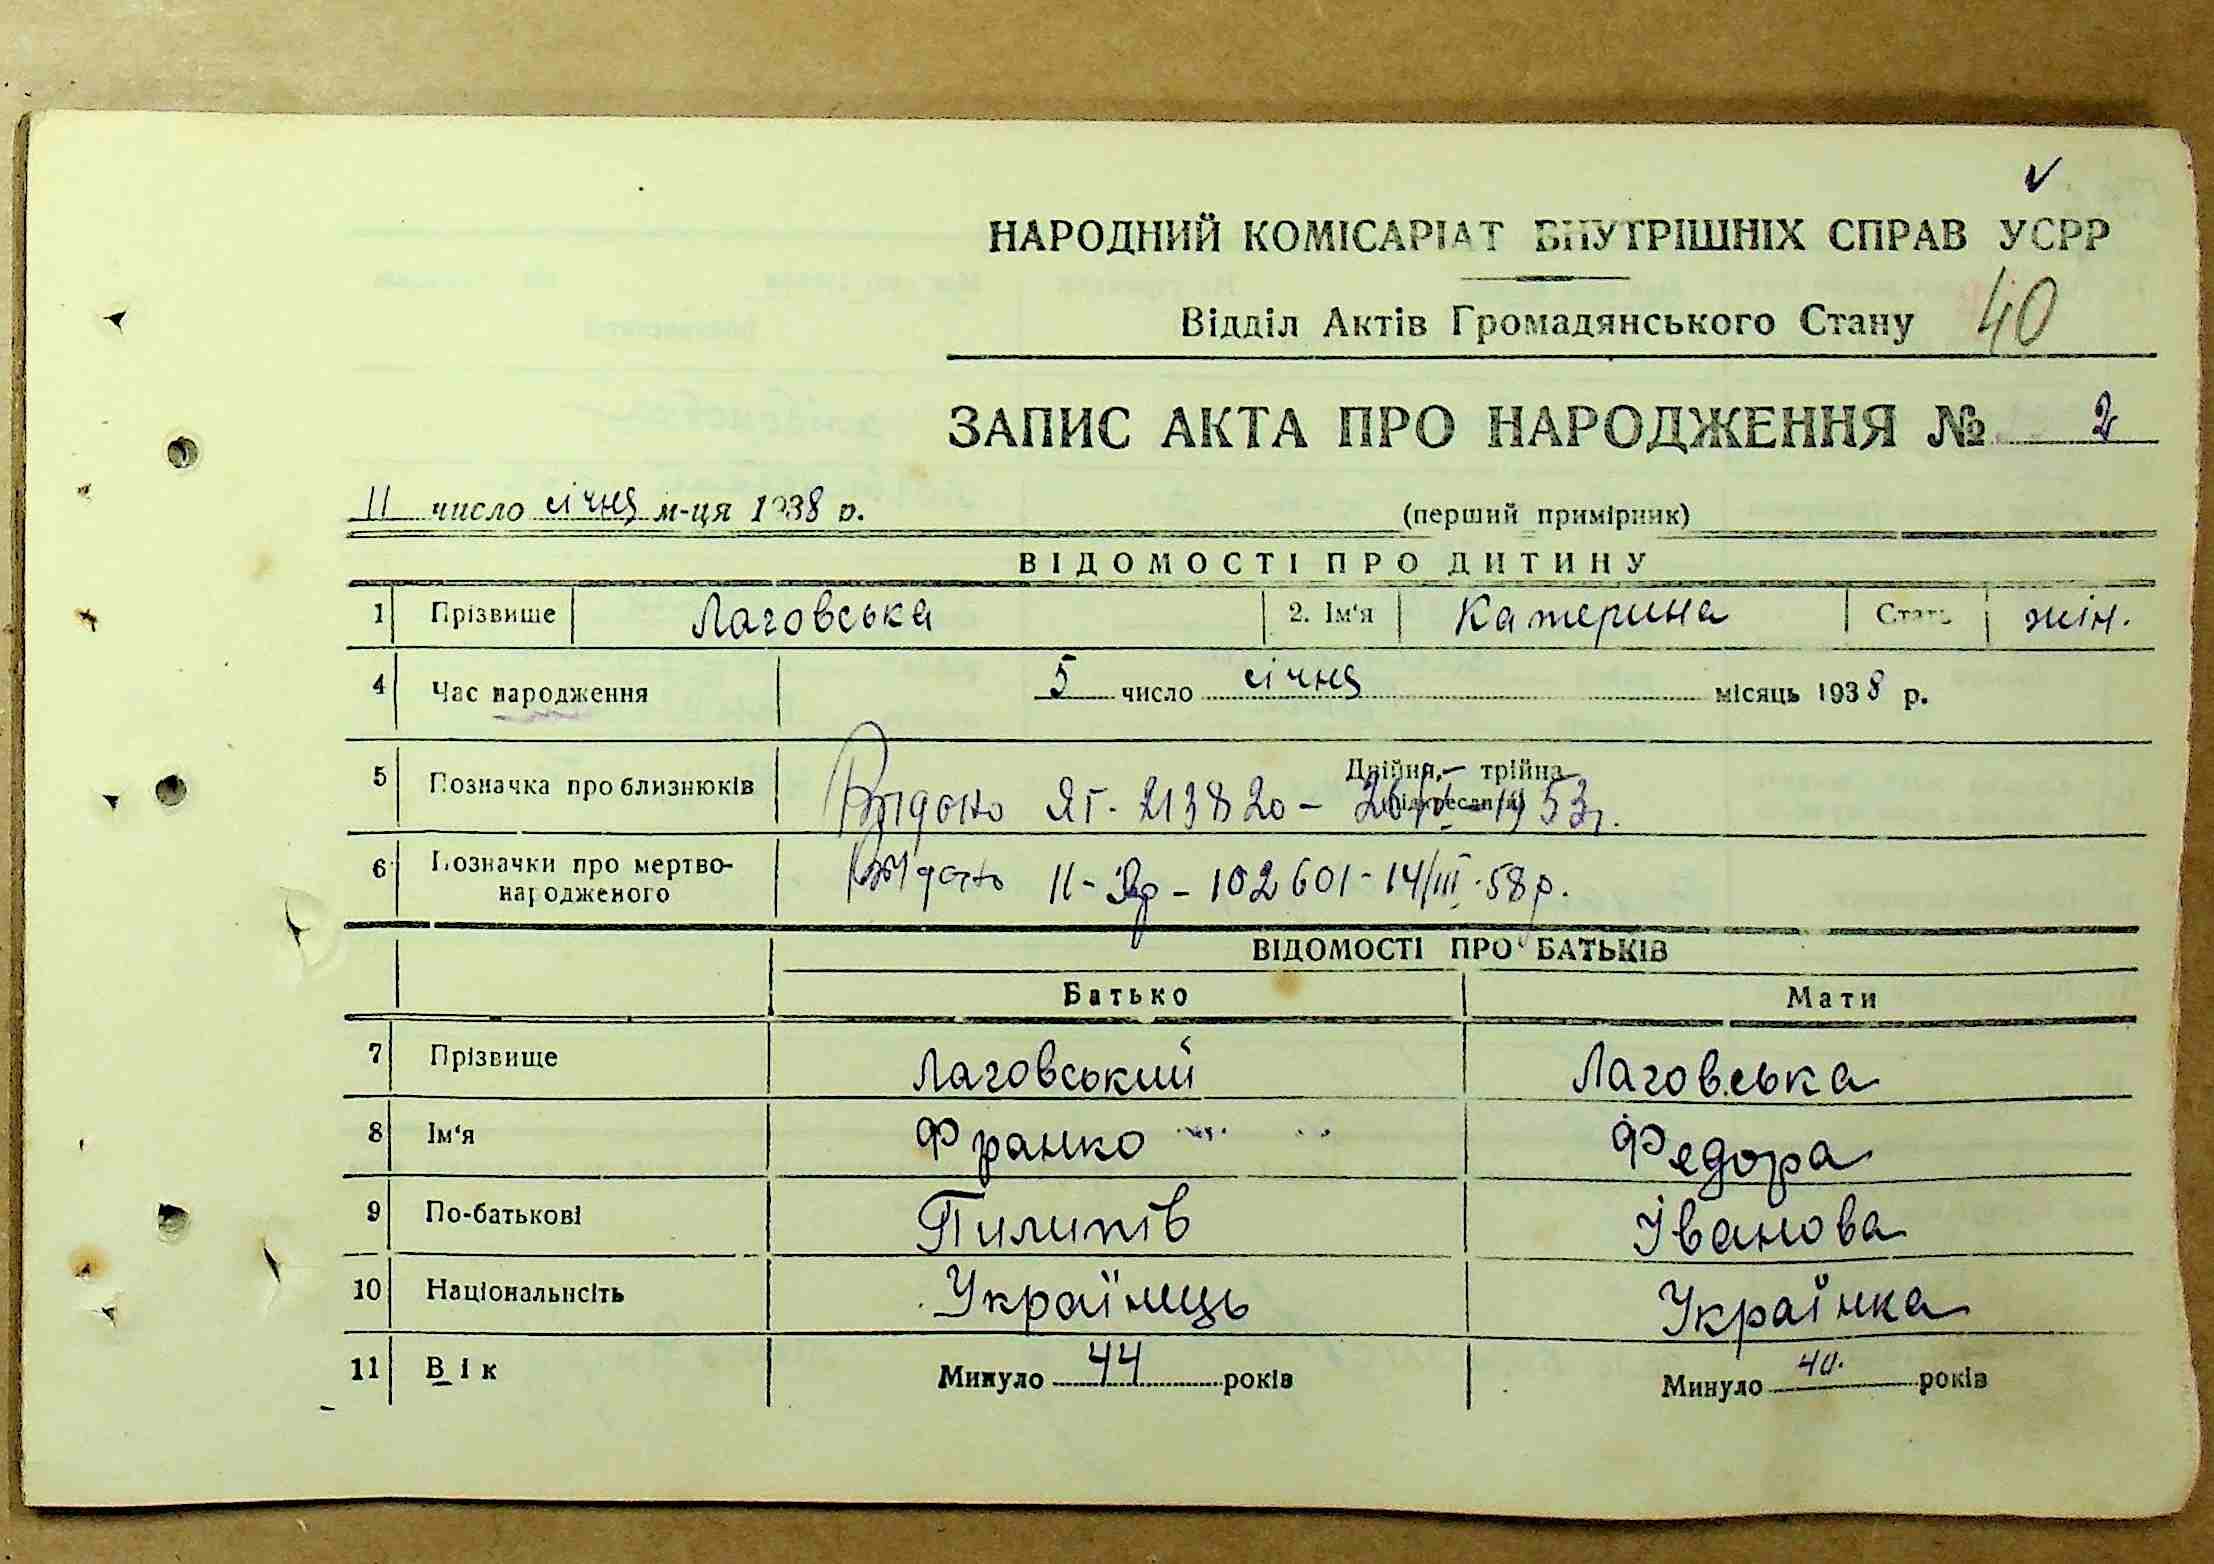 НАРОДНИЙ КОМІСАРІАТ ВНУТРІШНІХ СПРАВ УСРР
Відділ Актів Громадянського Стану 40
ЗАПИС АКТА ПРО НАРОДЖЕННЯ № 2
11 число січня м-ця 1938 р. (перший примірник)
ВІДОМОСТІ ПРО ДИТИНУ
1 Прізвище Лаговська 2. Ім'я Катерина Стать жін.
4 Час народження 5 число січня місяць 1938 р.
5 Позначка про близнюків Двійня, — трійня
(підкреслити)
Видано ЯГ - 213820 - 1953 г.
6 Позначки про мертво-
народженого
Видано 102601 - 14/III - 58 р.
ВІДОМОСТІ ПРО БАТЬКІВ
Батько Мати
7 Прізвище Лаговський Лаговська
8 Ім'я Франко Федора
9 По-батькові Пилипів Іванова
10 Національнсіть Українець Українка
11 Вік Минуло 44 років Минуло 40 років